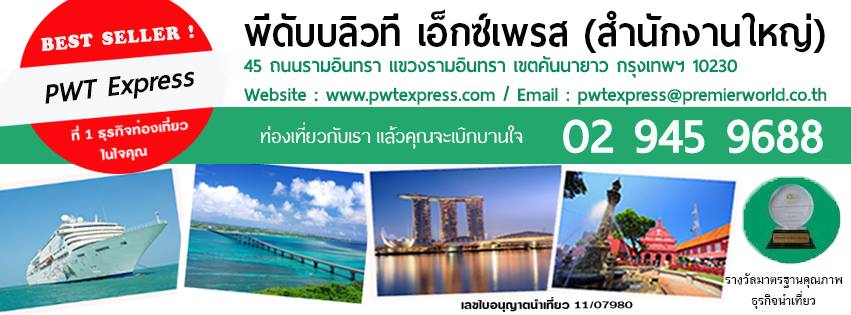 BEST SELLER !
PWT Express
ที่ 1 ธุรกิจท่องเที่ยว
ในใจคุณ
พีดับบลิวที เอ็กซ์เพรส (สำนักงานใหญ่)
45 ถนนรามอินทรา แขวงรามอินทรา เขตคันนายาว กรุงเทพฯ 10230
Website : www.pwtexpress.com / Email : pwtexpress@premierworld.co.th
ท่องเที่ยวกับเรา แล้วคุณจะเบิกบานใจ
02 945 9688
รางวัลมาตรฐานคุณภาพ
ธุรกิจนำเที่ยว
เลขใบอนุญาตนำเที่ยว 11/07980